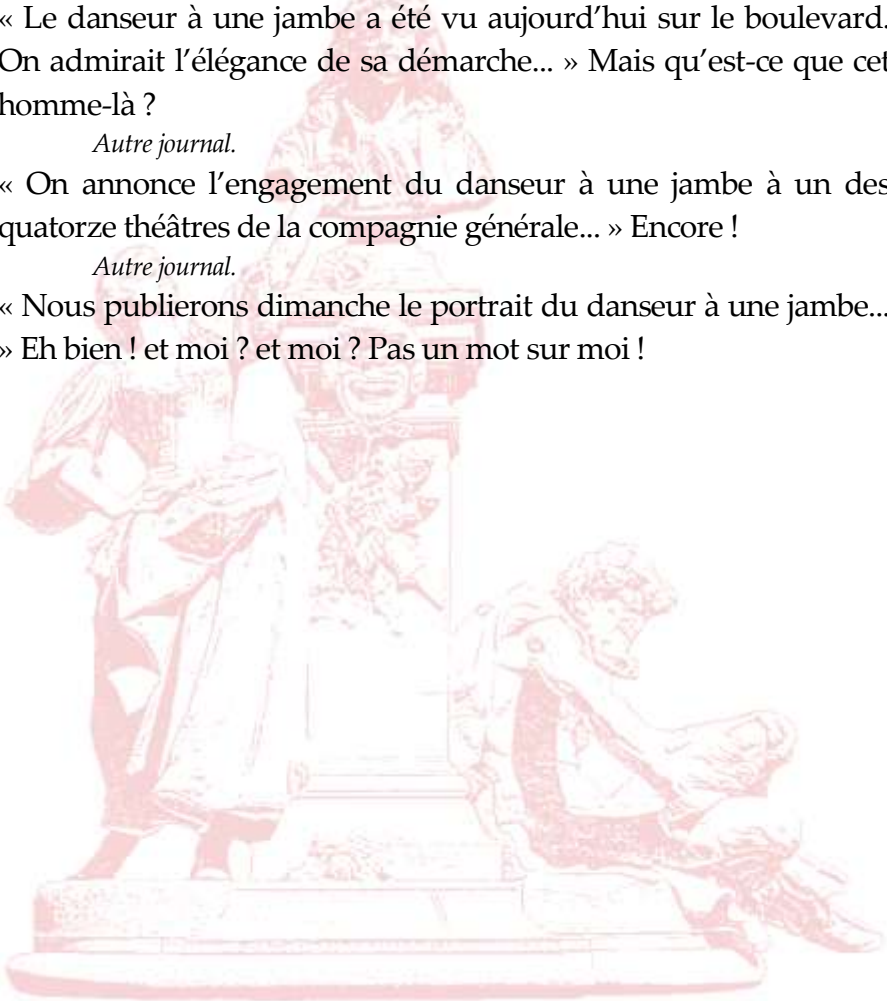 « Le danseur à une jambe a été vu aujourd’hui sur le boulevard.
On admirait l’élégance de sa démarche... » Mais qu’est-ce que cet
homme-là ?
Autre journal.
« On annonce l’engagement du danseur à une jambe à un des
quatorze théâtres de la compagnie générale... » Encore !
Autre journal.
« Nous publierons dimanche le portrait du danseur à une jambe...
» Eh bien ! et moi ? et moi ? Pas un mot sur moi !